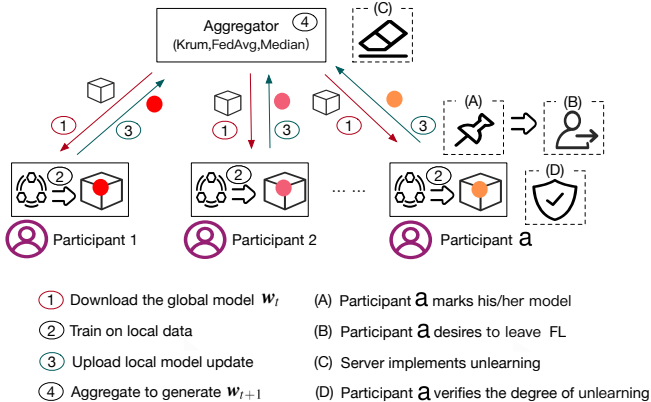 Aggregator ④
(Krum,FedAvg,Median)
(C)
① ③ ① ③ ① ③
(A) (B)
② ② ... ... ② (D)
Participant 1 Participant 2 Participant a
① Download the global model w_t
② Train on local data
③ Upload local model update
④ Aggregate to generate w_{t+1}
(A) Participant a marks his/her model
(B) Participant a desires to leave FL
(C) Server implements unlearning
(D) Participant a verifies the degree of unlearning